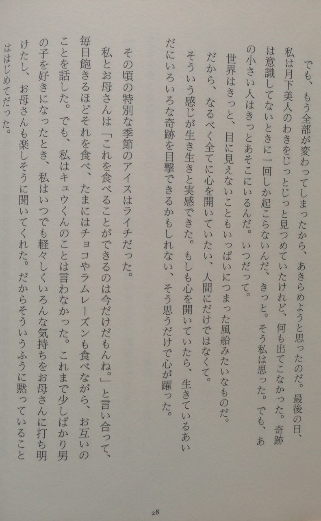 でも、もう全部が変わってしまったから、あきらめようと思ったのだ。最後の日、
私は月下美人のわきをじっとじっと見つめていたけれど、何も出てこなかった。奇跡
は意識してないときに一回しか起こらないんだ、きっと。そう私は思った。でも、あ
の小さい人はきっとあそこにいるんだ。いつだって。
世界はきっと、目に見えないこともいっぱいにつまった風船みたいなものだ。
だから、なるべく全てに心を開いていたい、人間にだけではなくて。
そういう感じが生き生きと実感できた。もしも心を開いていたら、生きているあい
だにいろいろな奇跡を目撃できるかもしれない、そう思うだけで心が躍った。
その頃の特別な季節のアイスはライチだった。
私とお母さんは「これを食べることができるのは今だけだもんね。」と言い合って、
毎日飽きるほどそれを食べ、たまにはチョコやラムレーズンも食べながら、お互いの
ことを話した。でも、私はキュウくんのことは言わなかった。これまで少しばかり男
の子を好きになったとき、私はいつでも軽々しくいろんな気持ちをお母さんに打ち明
けたし、お母さんも楽しそうに聞いてくれた。だからそういうふうに黙っていること
ははじめてだった。
28